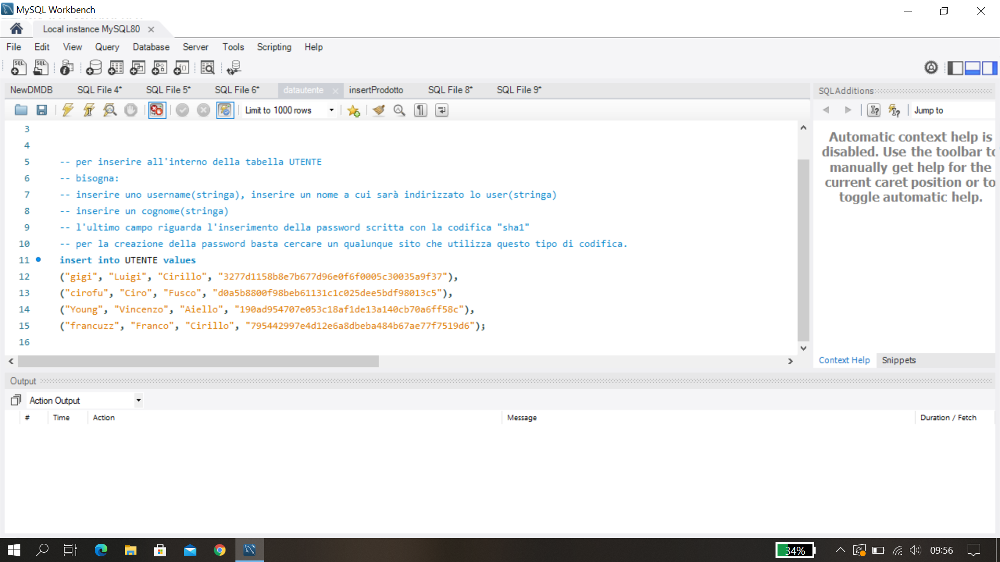 MySQL Workbench
Local instance MySQL80
File Edit View Query Database Server Tools Scripting Help
NewDMDB SQL File 4* SQL File 5* SQL File 6* datautente insertProdotto SQL File 8* SQL File 9*
SQLAdditions
Limit to 1000 rows
Jump to
3
4
5 -- per inserire all'interno della tabella UTENTE
6 -- bisogna:
7 -- inserire uno username(stringa), inserire un nome a cui sarà indirizzato lo user(stringa)
8 -- inserire un cognome(stringa)
9 -- l'ultimo campo riguarda l'inserimento della password scritta con la codifica "sha1"
10 -- per la creazione della password basta cercare un qualunque sito che utilizza questo tipo di codifica.
11 insert into UTENTE values
12 ("gigi", "Luigi", "Cirillo", "3277d1158b8e7b677d96e0f6f0005c30035a9f37"),
13 ("cirofu", "Ciro", "Fusco", "d0a5b8800f98beb61131c1c025dee5bdf98013c5"),
14 ("Young", "Vincenzo", "Aiello", "190ad954707e053c18af1de13a140cb70a6ff58c"),
15 ("francuzz", "Franco", "Cirillo", "795442997e4d12e6a8dbeba484b67ae77f7519d6");
16
Automatic context help is
disabled. Use the toolbar to
manually get help for the
current caret position or to
toggle automatic help.
Context Help Snippets
Output
Action Output
# Time Action Message Duration / Fetch
34% 09:56